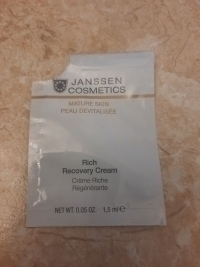 JANSSEN
COSMETICS
MATURE SKIN
PEAU DÉVITALISÉE
Rich
Recovery Cream
Crème Riche
Régénérante
NET WT. 0.05 OZ. 1,5 ml e